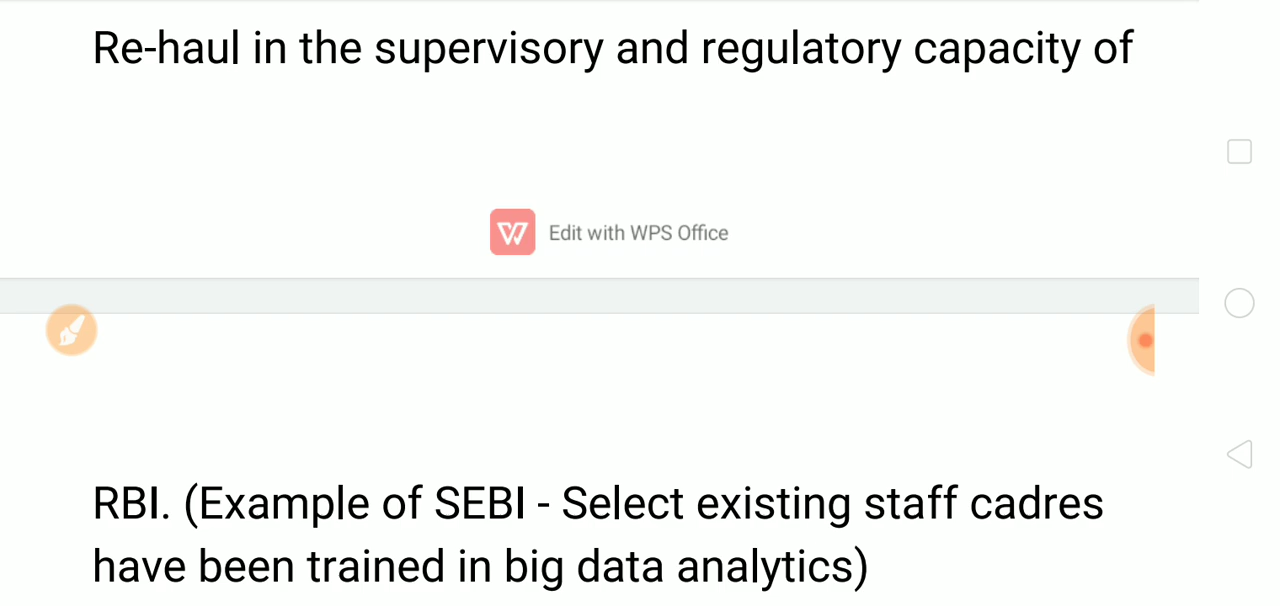 Re-haul in the supervisory and regulatory capacity of
Edit with WPS Office
RBI. (Example of SEBI - Select existing staff cadres
have been trained in big data analytics)